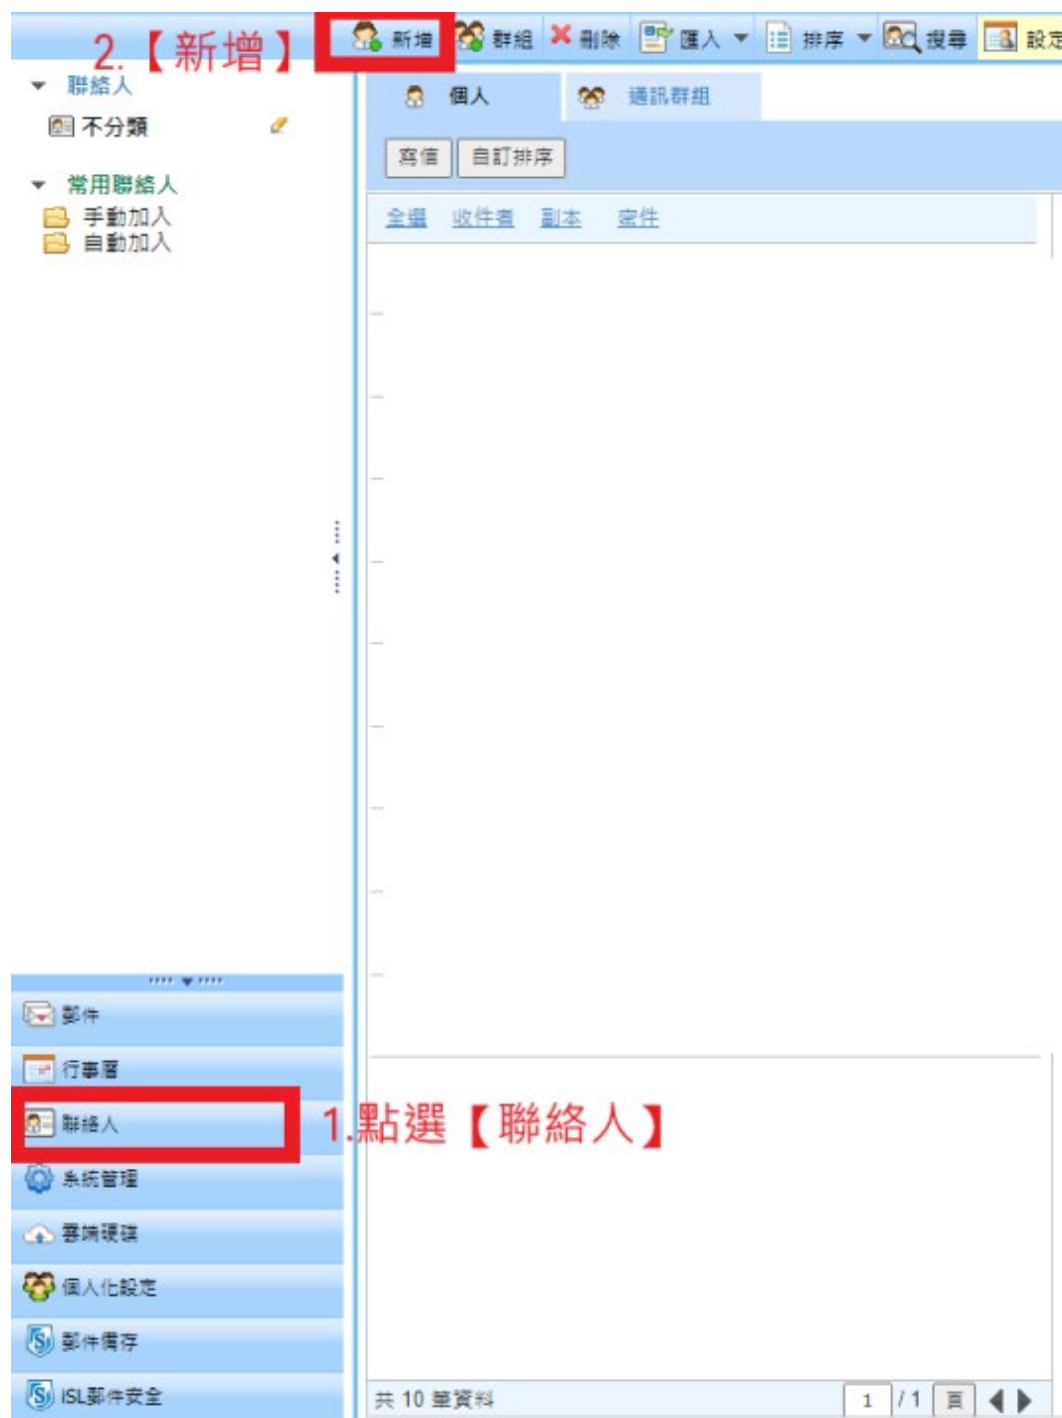 2.【新增】
新增 群組 刪除 匯入 排序 搜尋 設定
聯絡人
不分類
常用聯絡人
手動加入
自動加入
個人 通訊群組
寫信 自訂排序
全選 收件者 副本 密件
郵件
行事曆
聯絡人
1.點選【聯絡人】
系統管理
雲端硬碟
個人化設定
郵件備存
ISL郵件安全
共 10 筆資料
1 / 1 頁